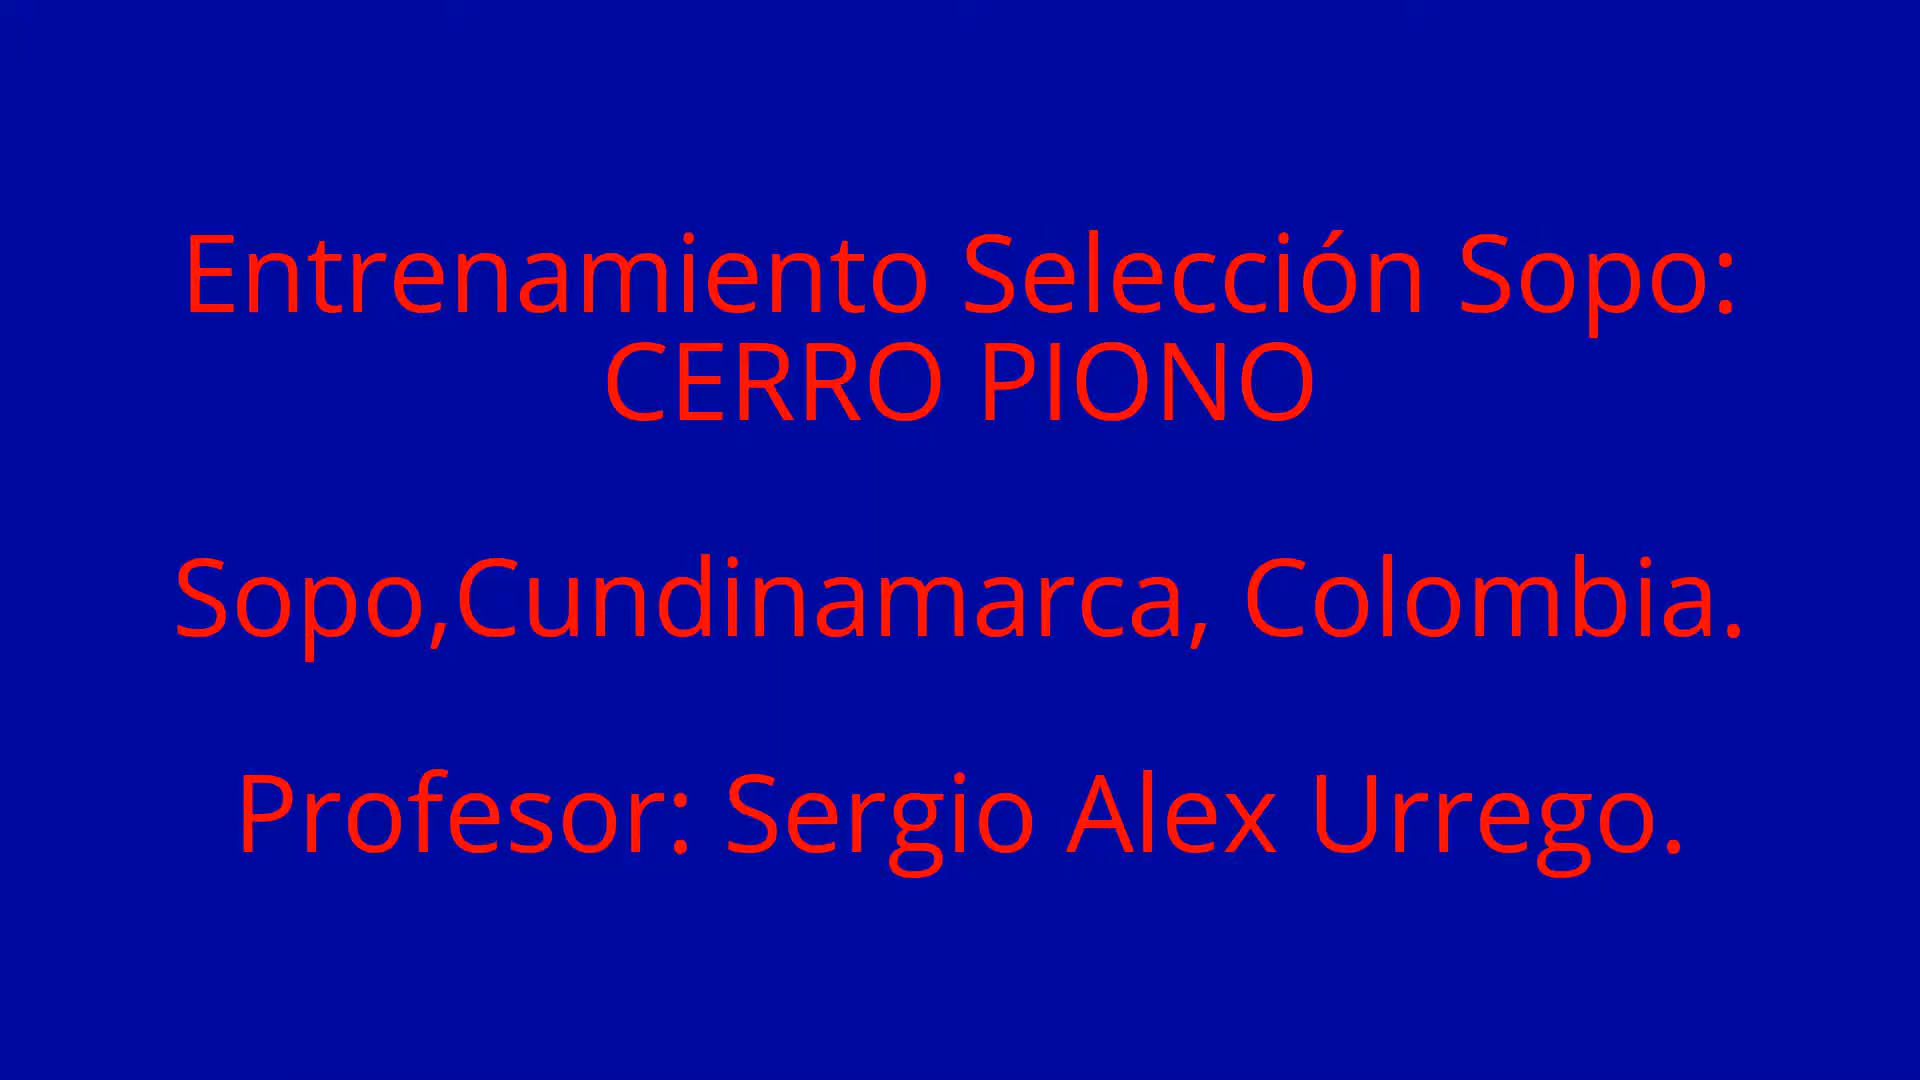 Entrenamiento Selección Sopo:
CERRO PIONO
Sopo,Cundinamarca, Colombia.
Profesor: Sergio Alex Urrego.